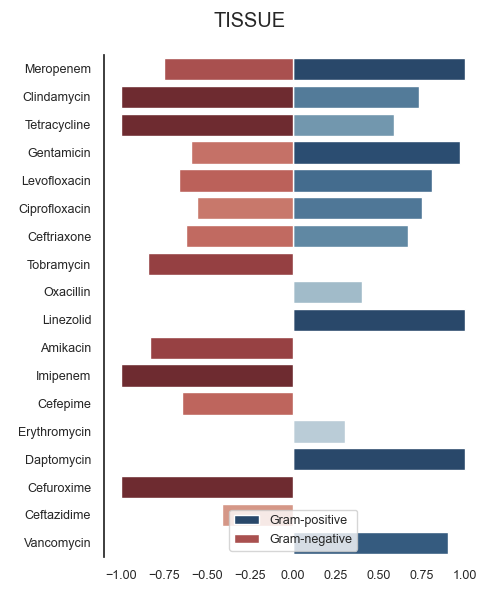 TISSUE
Meropenem
Clindamycin
Tetracycline
Gentamicin
Levofloxacin
Ciprofloxacin
Ceftriaxone
Tobramycin
Oxacillin
Linezolid
Amikacin
Imipenem
Cefepime
Erythromycin
Daptomycin
Cefuroxime
Ceftazidime
Vancomycin
Gram-positive
Gram-negative
−1.00 −0.75 −0.50 −0.25 0.00 0.25 0.50 0.75 1.00